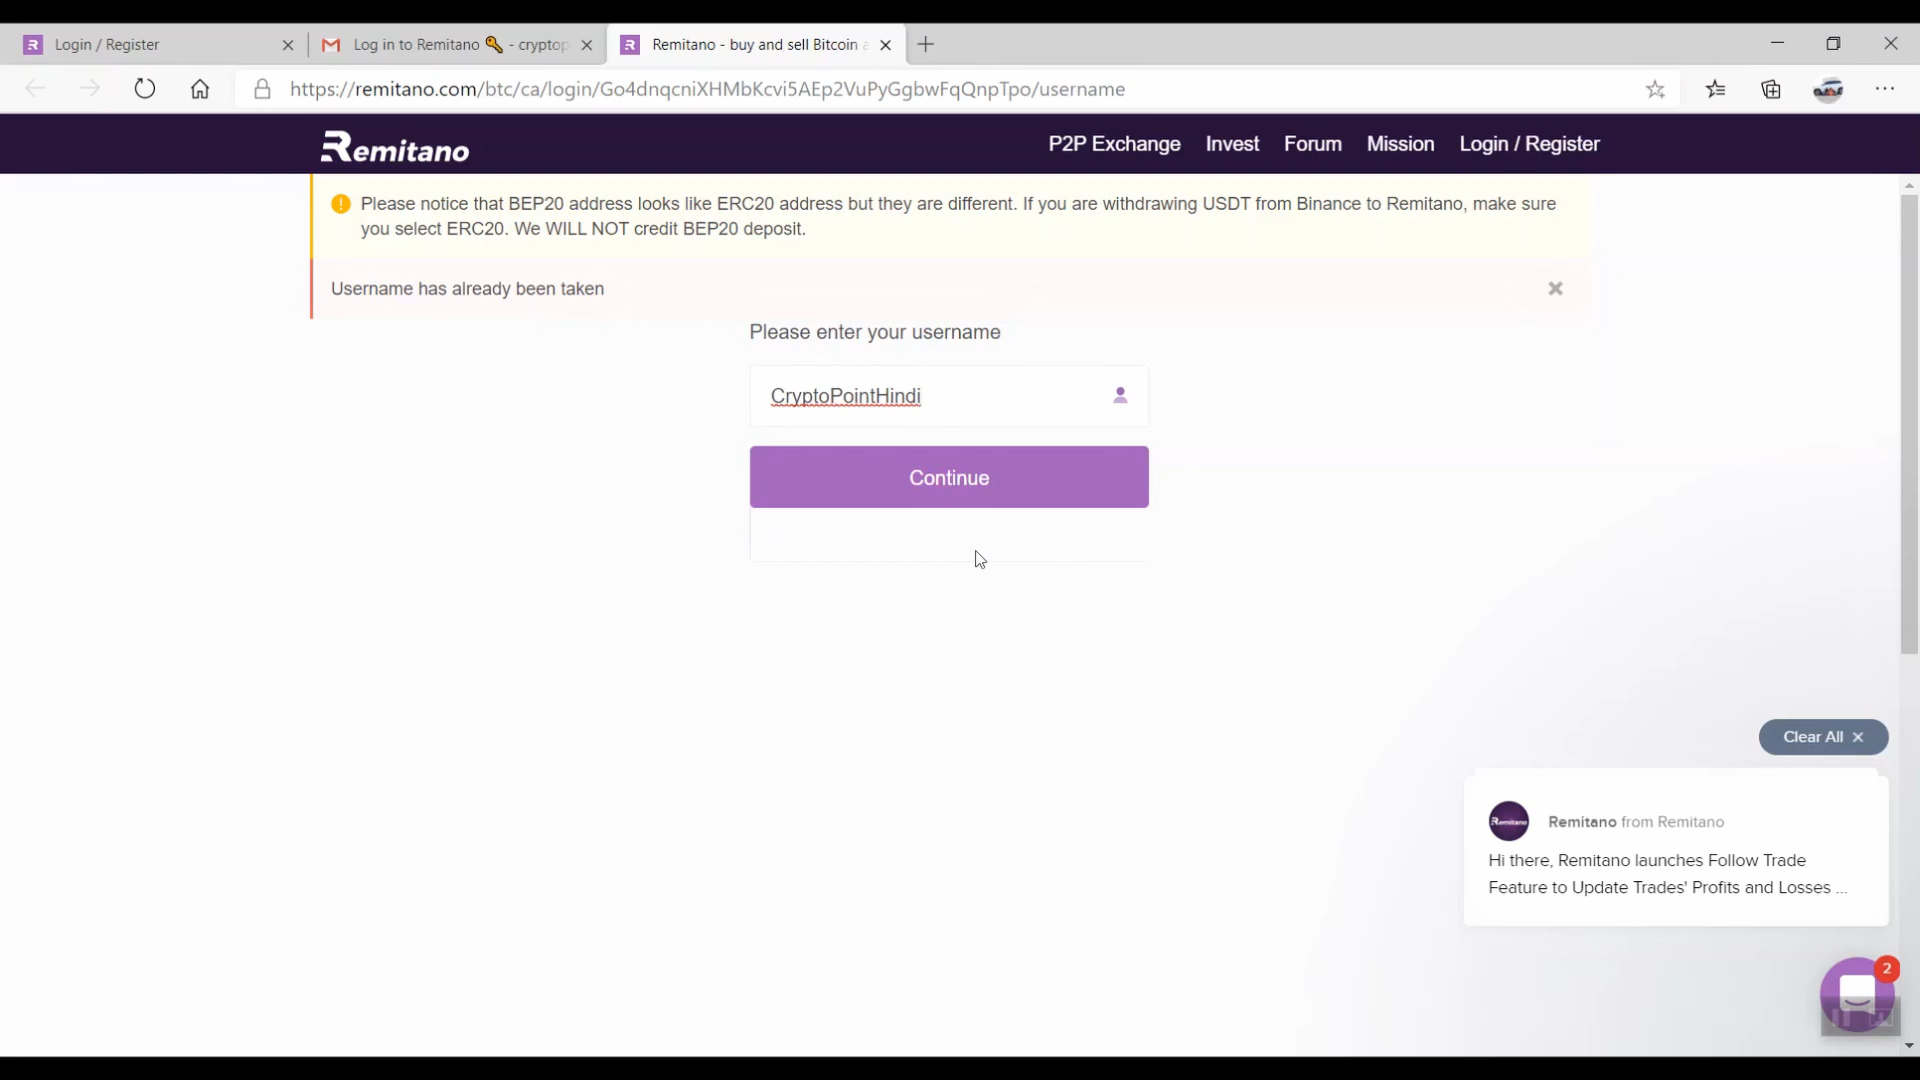 Login / Register
Log in to Remitano 🔑 - cryptop
Remitano - buy and sell Bitcoin a
https://remitano.com/btc/ca/login/Go4dnqcniXHMbKcvi5AEp2VuPyGgbwFqQnpTpo/username
Remitano
P2P Exchange Invest Forum Mission Login / Register
Please notice that BEP20 address looks like ERC20 address but they are different. If you are withdrawing USDT from Binance to Remitano, make sure
you select ERC20. We WILL NOT credit BEP20 deposit.
Username has already been taken
Please enter your username
CryptoPointHindi
Continue
Clear All
Remitano
Remitano from Remitano
Hi there, Remitano launches Follow Trade
Feature to Update Trades' Profits and Losses ...
2